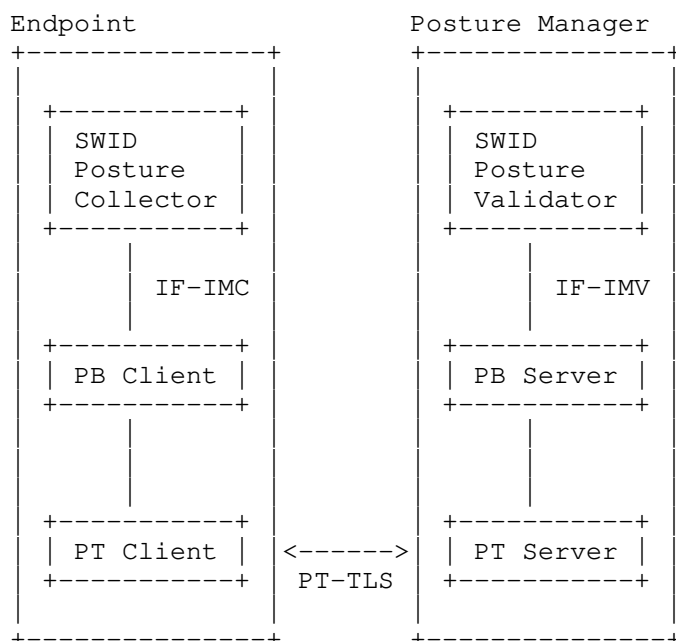 Endpoint Posture Manager
SWID SWID
Posture Posture
Collector Validator
IF-IMC IF-IMV
PB Client PB Server
PT Client <------> PT Server
PT-TLS